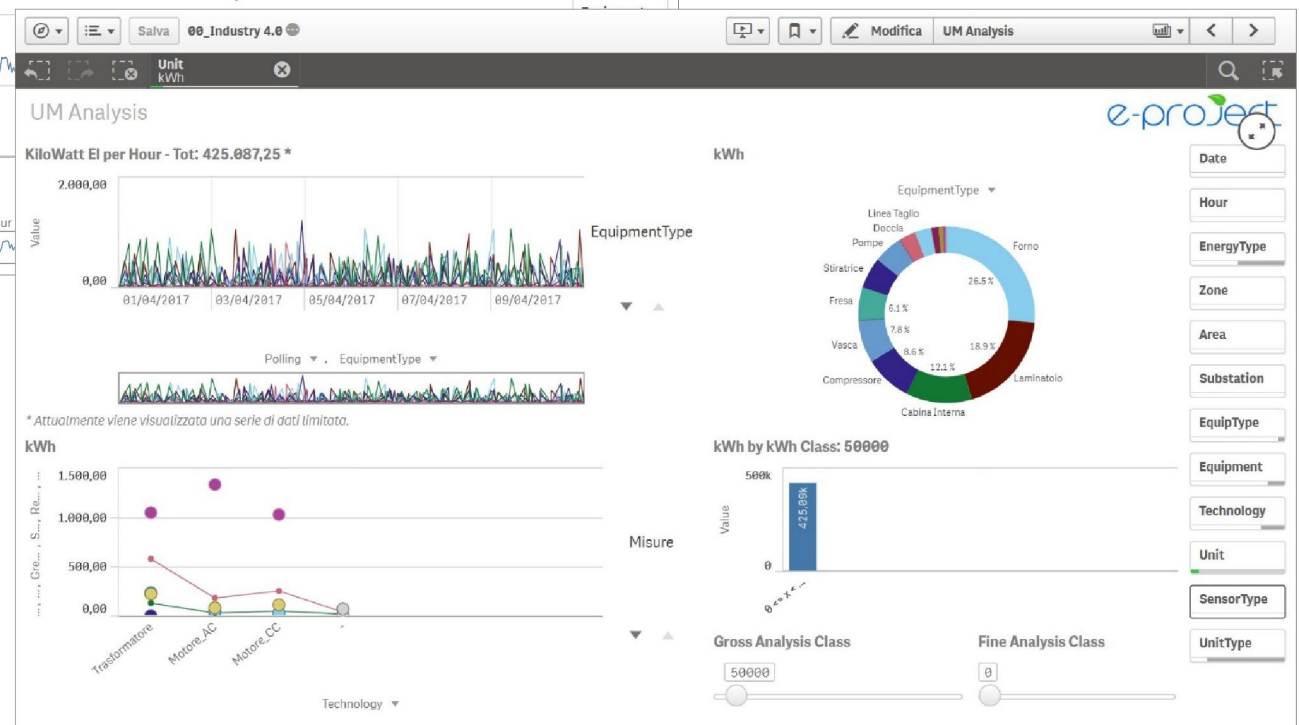 Salva
00_Industry 4.0
Modifica
UM Analysis
Unit
kWh
UM Analysis
e-project
KiloWatt El per Hour - Tot: 425.087,25 *
2.000,00
Value
0,00
01/04/2017
03/04/2017
05/04/2017
07/04/2017
09/04/2017
EquipmentType
Polling , EquipmentType
* Attualmente viene visualizzata una serie di dati limitata.
kWh
EquipmentType
Linea Taglio
Doccia
Pompe
Stiratrice
Fresa
Vasca
Compressore
Cabina Interna
Laminatoio
Forno
26.5 %
18.9 %
12.1 %
8.6 %
7.8 %
6.1 %
kWh
1.500,00
1.000,00
500,00
0,00
..., ..., Gre... , S..., Re... , ...
Trasformatore
Motore_AC
Motore_CC
-
Misure
Technology
kWh by kWh Class: 50000
500k
Value
0
425.09k
0 <= x < ...
Gross Analysis Class
50000
Fine Analysis Class
0
Date
Hour
EnergyType
Zone
Area
Substation
EquipType
Equipment
Technology
Unit
SensorType
UnitType
ur